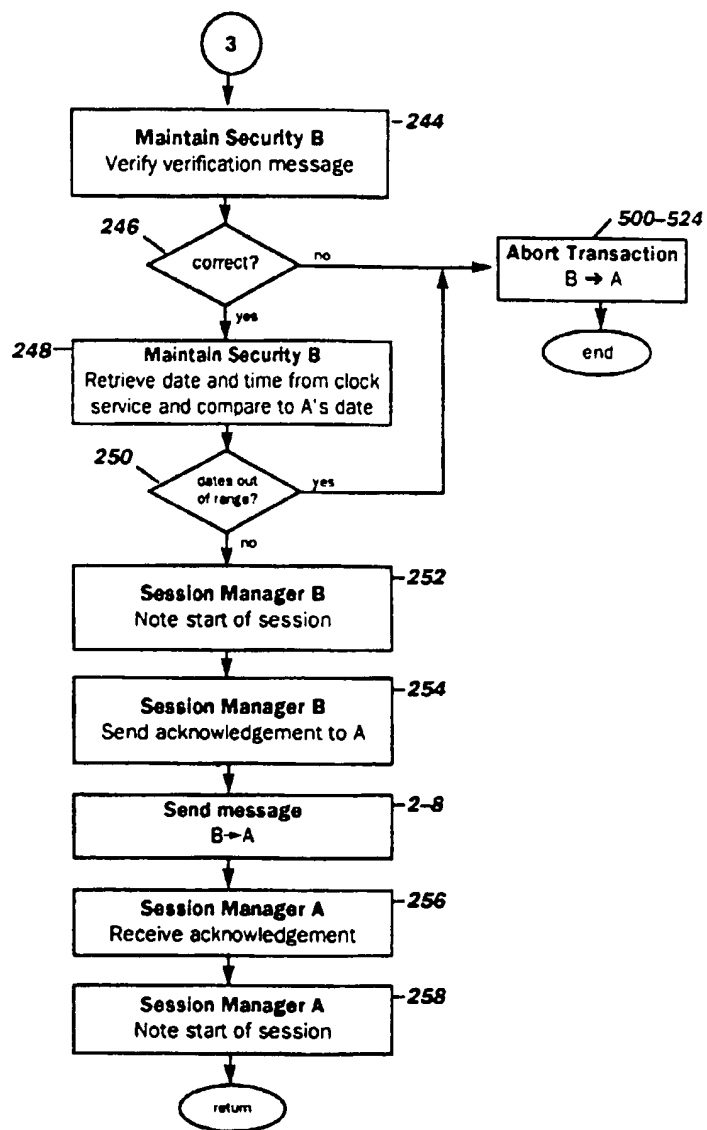 3
244
Maintain Security B
Verify verification message
246
correct?
no
yes
500-524
Abort Transaction
B → A
end
248
Maintain Security B
Retrieve date and time from clock
service and compare to A's date
250
dates out
of range?
yes
no
252
Session Manager B
Note start of session
254
Session Manager B
Send acknowledgement to A
2-8
Send message
B→A
256
Session Manager A
Receive acknowledgement
258
Session Manager A
Note start of session
return